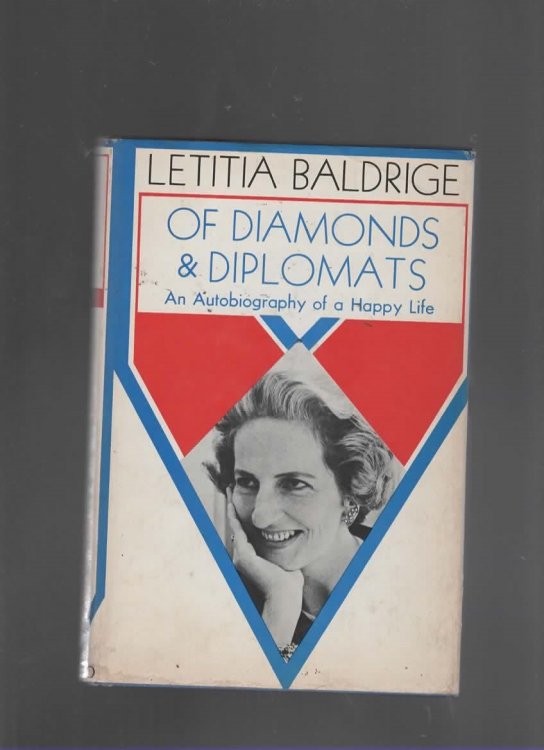 LETITIA BALDRIGE
OF DIAMONDS
& DIPLOMATS
An Autobiography of a Happy Life